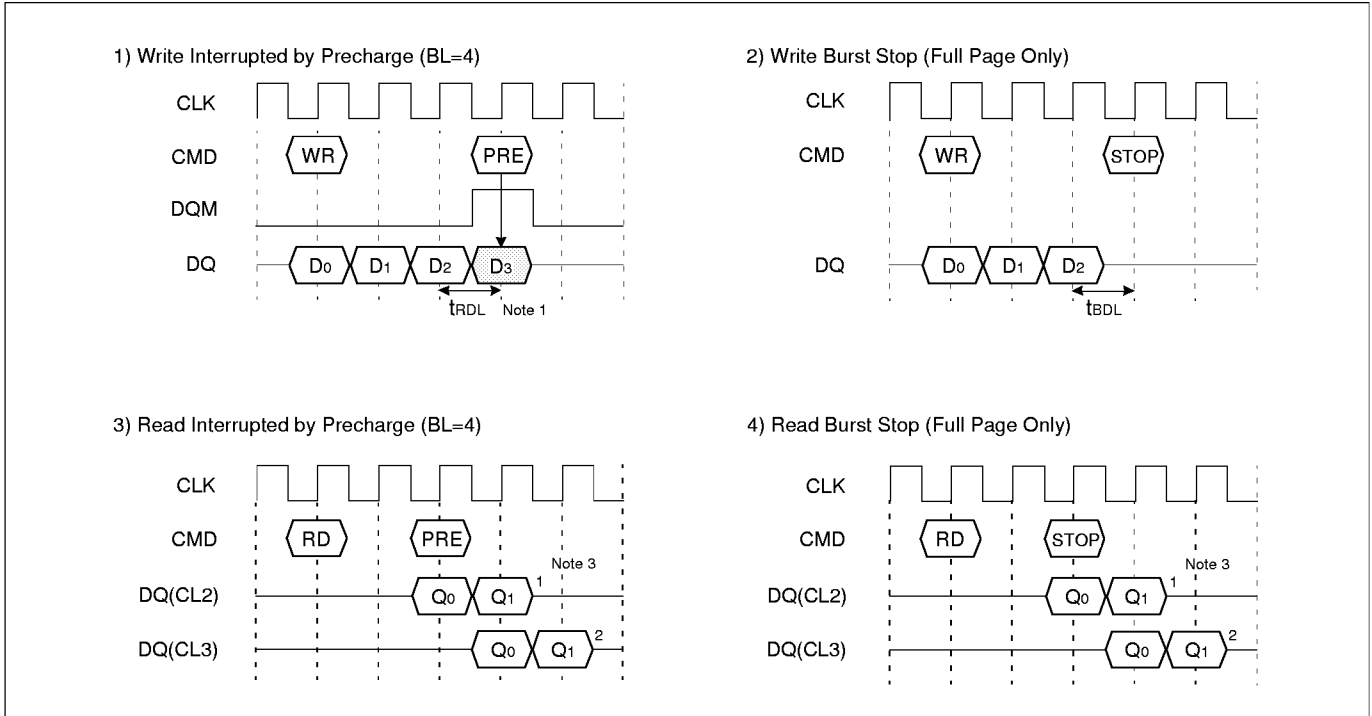 1) Write Interrupted by Precharge (BL=4)
CLK
CMD WR PRE
DQM
DQ D0 D1 D2 D3
tRDL Note 1
2) Write Burst Stop (Full Page Only)
CLK
CMD WR STOP
DQ D0 D1 D2
tBDL
3) Read Interrupted by Precharge (BL=4)
CLK
CMD RD PRE
Note 3
DQ(CL2) Q0 Q1 1
DQ(CL3) Q0 Q1 2
4) Read Burst Stop (Full Page Only)
CLK
CMD RD STOP
Note 3
DQ(CL2) Q0 Q1 1
DQ(CL3) Q0 Q1 2